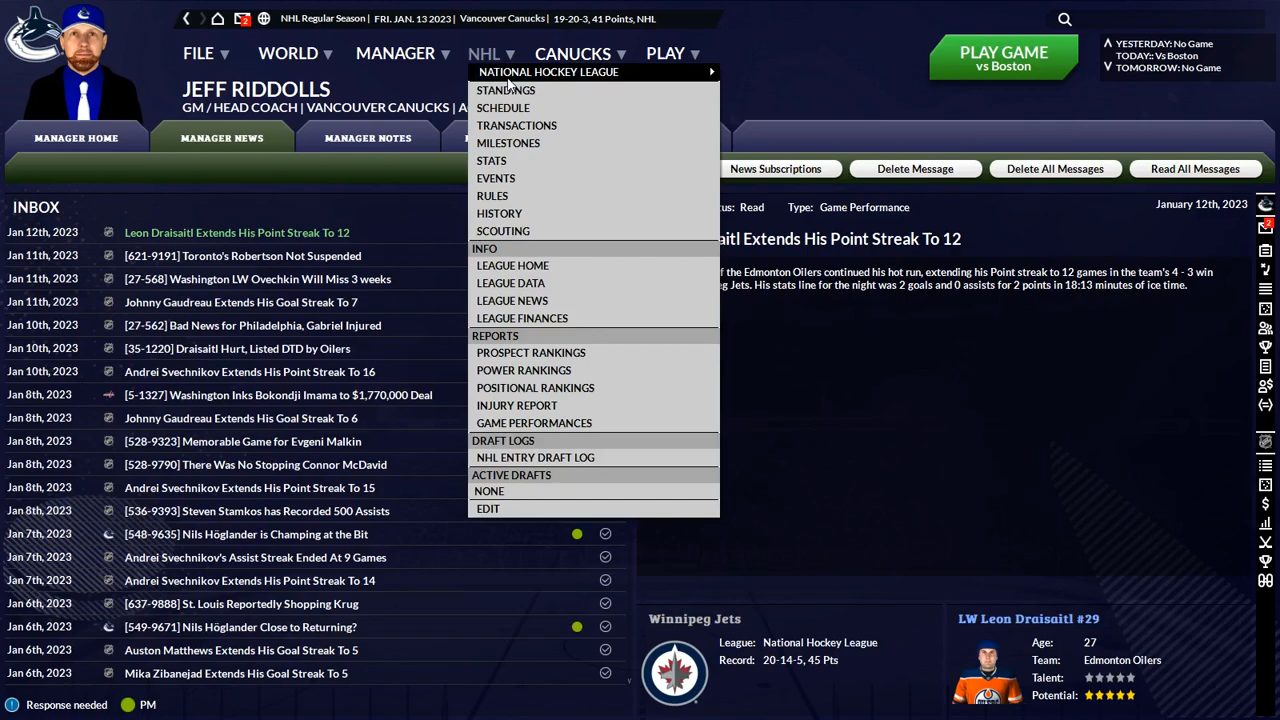 NHL Regular Season | FRI. JAN. 13 2023 | Vancouver Canucks | 19-20-3, 41 Points, NHL
2
FILE WORLD MANAGER NHL CANUCKS PLAY
PLAY GAME
vs Boston
YESTERDAY: No Game
TODAY:: Vs Boston
TOMORROW: No Game
JEFF RIDDOLLS
GM / HEAD COACH | VANCOUVER CANUCKS |
MANAGER HOME
MANAGER NEWS
MANAGER NOTES
NATIONAL HOCKEY LEAGUE
STANDINGS
SCHEDULE
TRANSACTIONS
MILESTONES
STATS
EVENTS
RULES
HISTORY
SCOUTING
INFO
LEAGUE HOME
LEAGUE DATA
LEAGUE NEWS
LEAGUE FINANCES
REPORTS
PROSPECT RANKINGS
POWER RANKINGS
POSITIONAL RANKINGS
INJURY REPORT
GAME PERFORMANCES
DRAFT LOGS
NHL ENTRY DRAFT LOG
ACTIVE DRAFTS
NONE
EDIT
News Subscriptions
Delete Message
Delete All Messages
Read All Messages
INBOX
Jan 12th, 2023 Leon Draisaitl Extends His Point Streak To 12
Jan 11th, 2023 [621-9191] Toronto's Robertson Not Suspended
Jan 11th, 2023 [27-568] Washington LW Ovechkin Will Miss 3 weeks
Jan 11th, 2023 Johnny Gaudreau Extends His Goal Streak To 7
Jan 10th, 2023 [27-562] Bad News for Philadelphia, Gabriel Injured
Jan 10th, 2023 [35-1220] Draisaitl Hurt, Listed DTD by Oilers
Jan 10th, 2023 Andrei Svechnikov Extends His Point Streak To 16
Jan 8th, 2023 [5-1327] Washington Inks Bokondji Imama to $1,770,000 Deal
Jan 8th, 2023 Johnny Gaudreau Extends His Goal Streak To 6
Jan 8th, 2023 [528-9323] Memorable Game for Evgeni Malkin
Jan 8th, 2023 [528-9790] There Was No Stopping Connor McDavid
Jan 8th, 2023 Andrei Svechnikov Extends His Point Streak To 15
Jan 8th, 2023 [536-9393] Steven Stamkos has Recorded 500 Assists
Jan 7th, 2023 [548-9635] Nils Höglander is Champing at the Bit
Jan 7th, 2023 Andrei Svechnikov's Assist Streak Ended At 9 Games
Jan 7th, 2023 Andrei Svechnikov Extends His Point Streak To 14
Jan 6th, 2023 [637-9888] St. Louis Reportedly Shopping Krug
Jan 6th, 2023 [549-9671] Nils Höglander Close to Returning?
Jan 6th, 2023 Auston Matthews Extends His Goal Streak To 5
Jan 6th, 2023 Mika Zibanejad Extends His Goal Streak To 5
Response needed PM
tus: Read Type: Game Performance January 12th, 2023
aitl Extends His Point Streak To 12
of the Edmonton Oilers continued his hot run, extending his Point streak to 12 games in the team's 4 - 3 win
eg Jets. His stats line for the night was 2 goals and 0 assists for 2 points in 18:13 minutes of ice time.
2
Winnipeg Jets
League: National Hockey League
Record: 20-14-5, 45 Pts
LW Leon Draisaitl #29
Age: 27
Team: Edmonton Oilers
Talent:
Potential: